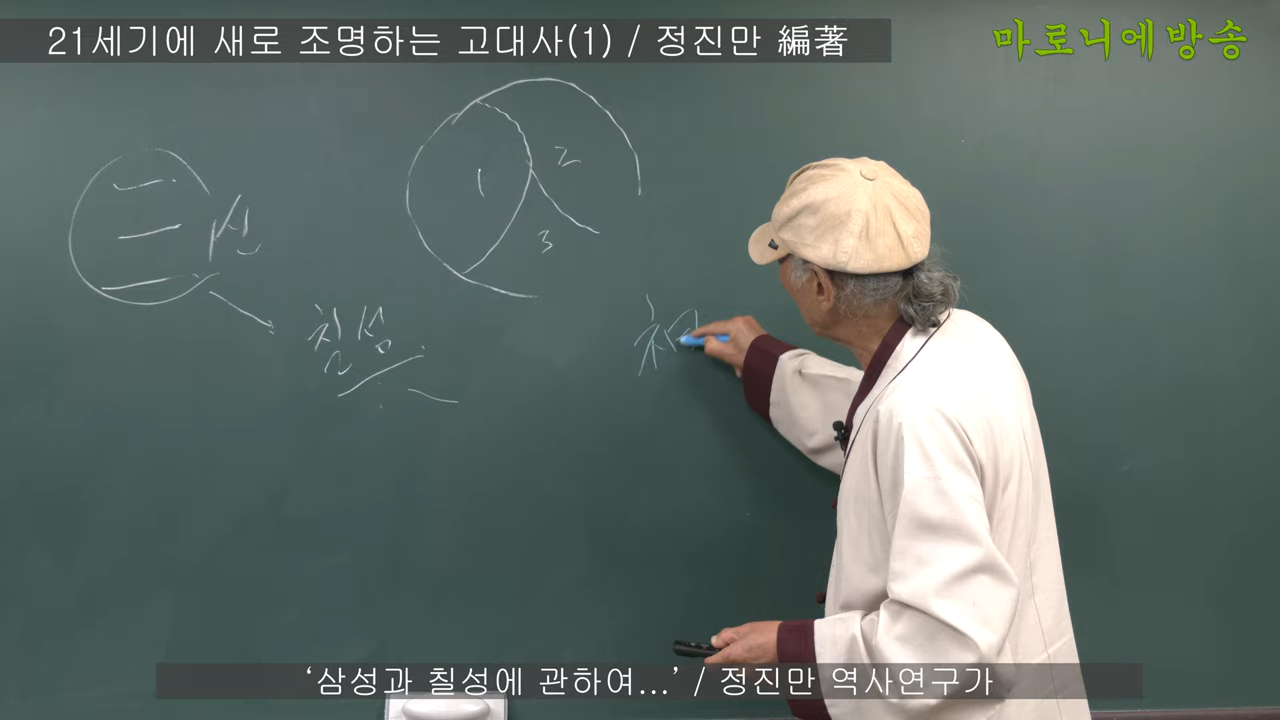 21세기에 새로 조명하는 고대사(1) / 정진만 編著
마로니에방송
1
2
3
三신
칠성
‘삼성과 칠성에 관하여...’ / 정진만 역사연구가